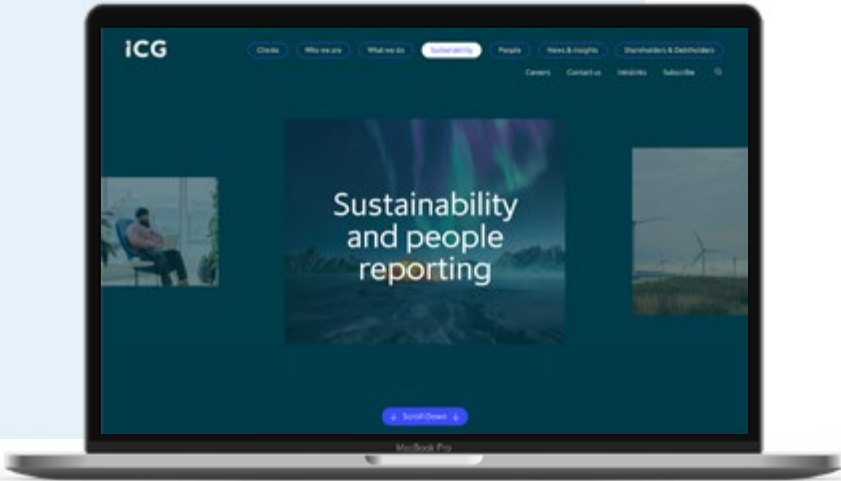 iCG
Clients Who we are What we do Sustainability People News & insights Shareholders & Debtholders
Careers Contact us Intralinks Subscribe
Sustainability
and people
reporting
↓ Scroll Down ↓
MacBook Pro